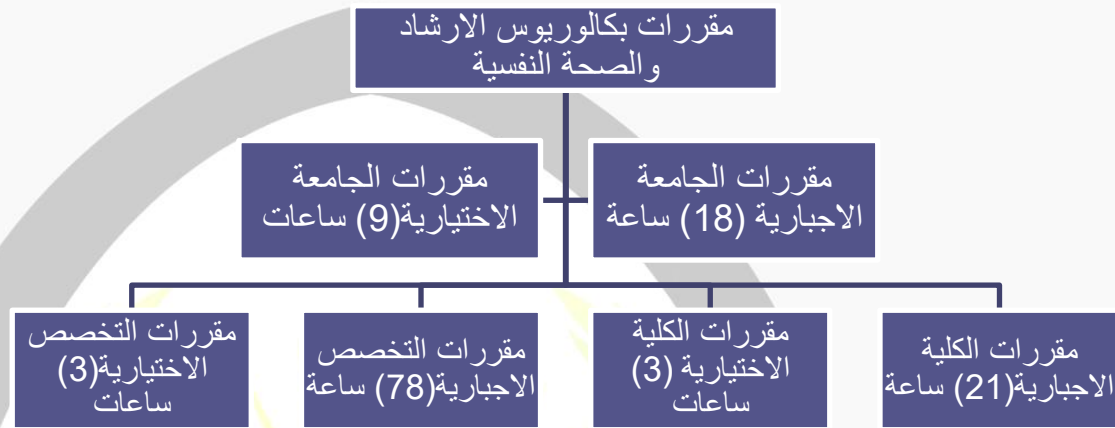 مقررات بكالوريوس الارشاد
والصحة النفسية
مقررات الجامعة
الاجبارية (18) ساعة
مقررات الجامعة
الاختيارية(9) ساعات
مقررات الكلية
الاجبارية(21) ساعة
مقررات الكلية
الاختيارية (3)
ساعات
مقررات التخصص
الاجبارية(78) ساعة
مقررات التخصص
الاختيارية(3)
ساعات